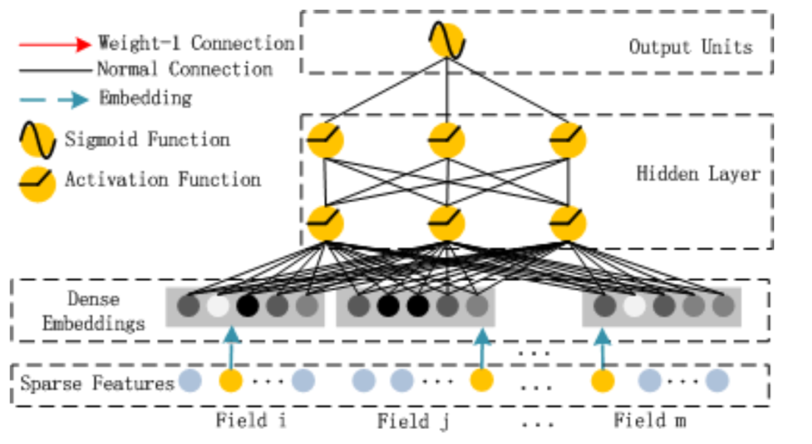 Weight-1 Connection
Normal Connection
Embedding
Sigmoid Function
Activation Function
Output Units
Hidden Layer
Dense
Embeddings
...
Sparse Features
... ... ... ...
Field i Field j ... Field m